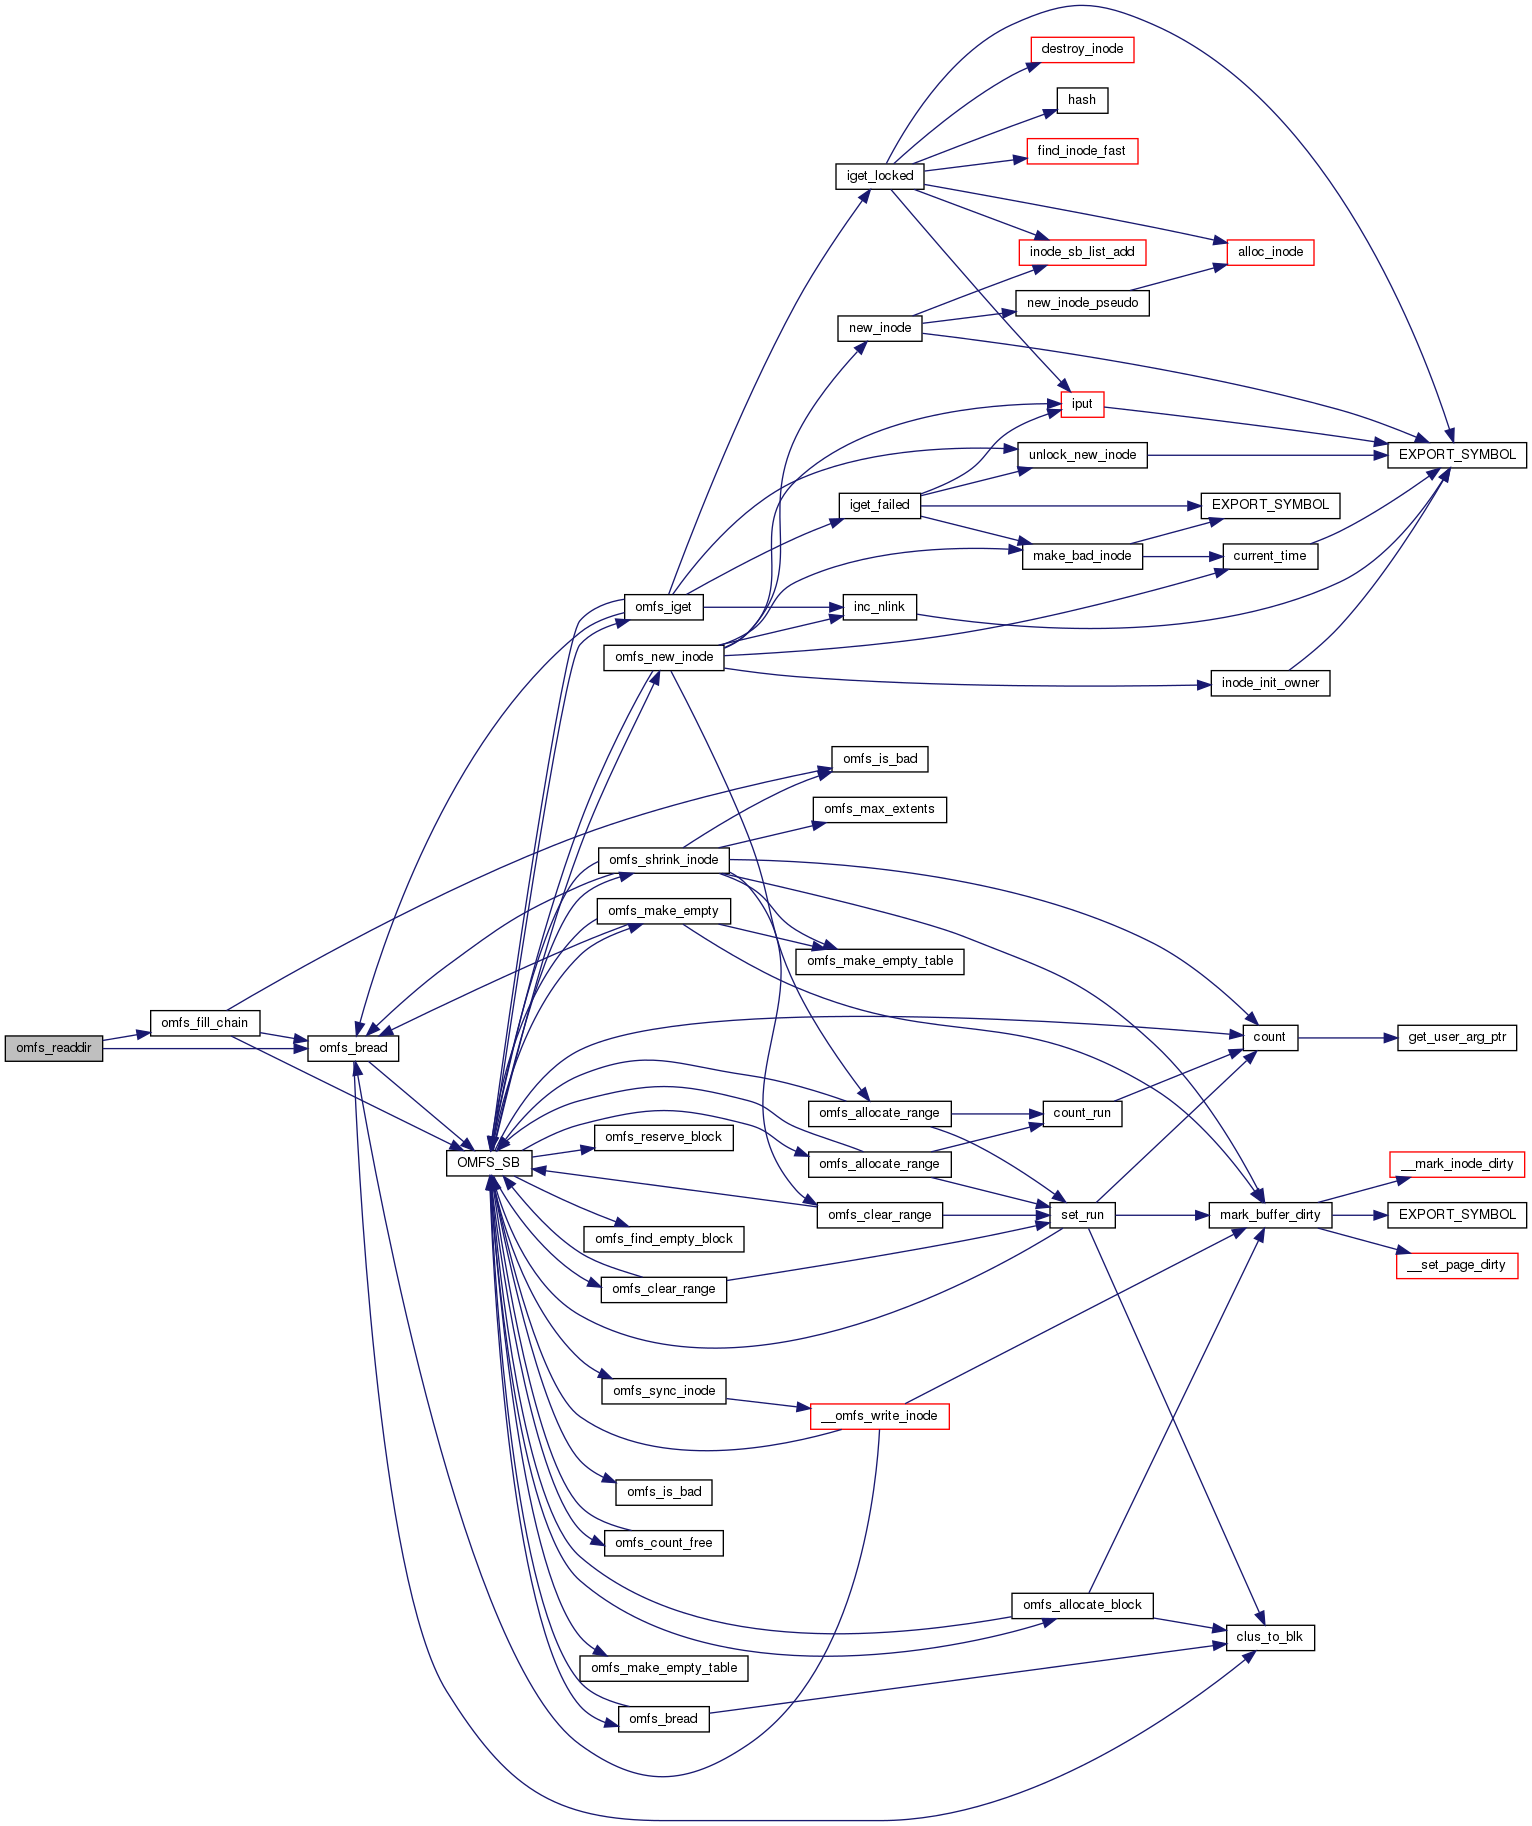 destroy_inode
hash
find_inode_fast
iget_locked
inode_sb_list_add
alloc_inode
new_inode_pseudo
new_inode
iput
unlock_new_inode
EXPORT_SYMBOL
iget_failed
EXPORT_SYMBOL
make_bad_inode
current_time
omfs_iget
inc_nlink
omfs_new_inode
inode_init_owner
omfs_is_bad
omfs_max_extents
omfs_shrink_inode
omfs_make_empty
omfs_make_empty_table
omfs_fill_chain
omfs_readdir
omfs_bread
count
get_user_arg_ptr
omfs_allocate_range
count_run
omfs_reserve_block
OMFS_SB
omfs_allocate_range
__mark_inode_dirty
omfs_clear_range
set_run
mark_buffer_dirty
EXPORT_SYMBOL
omfs_find_empty_block
__set_page_dirty
omfs_clear_range
omfs_sync_inode
__omfs_write_inode
omfs_is_bad
omfs_count_free
omfs_allocate_block
clus_to_blk
omfs_make_empty_table
omfs_bread